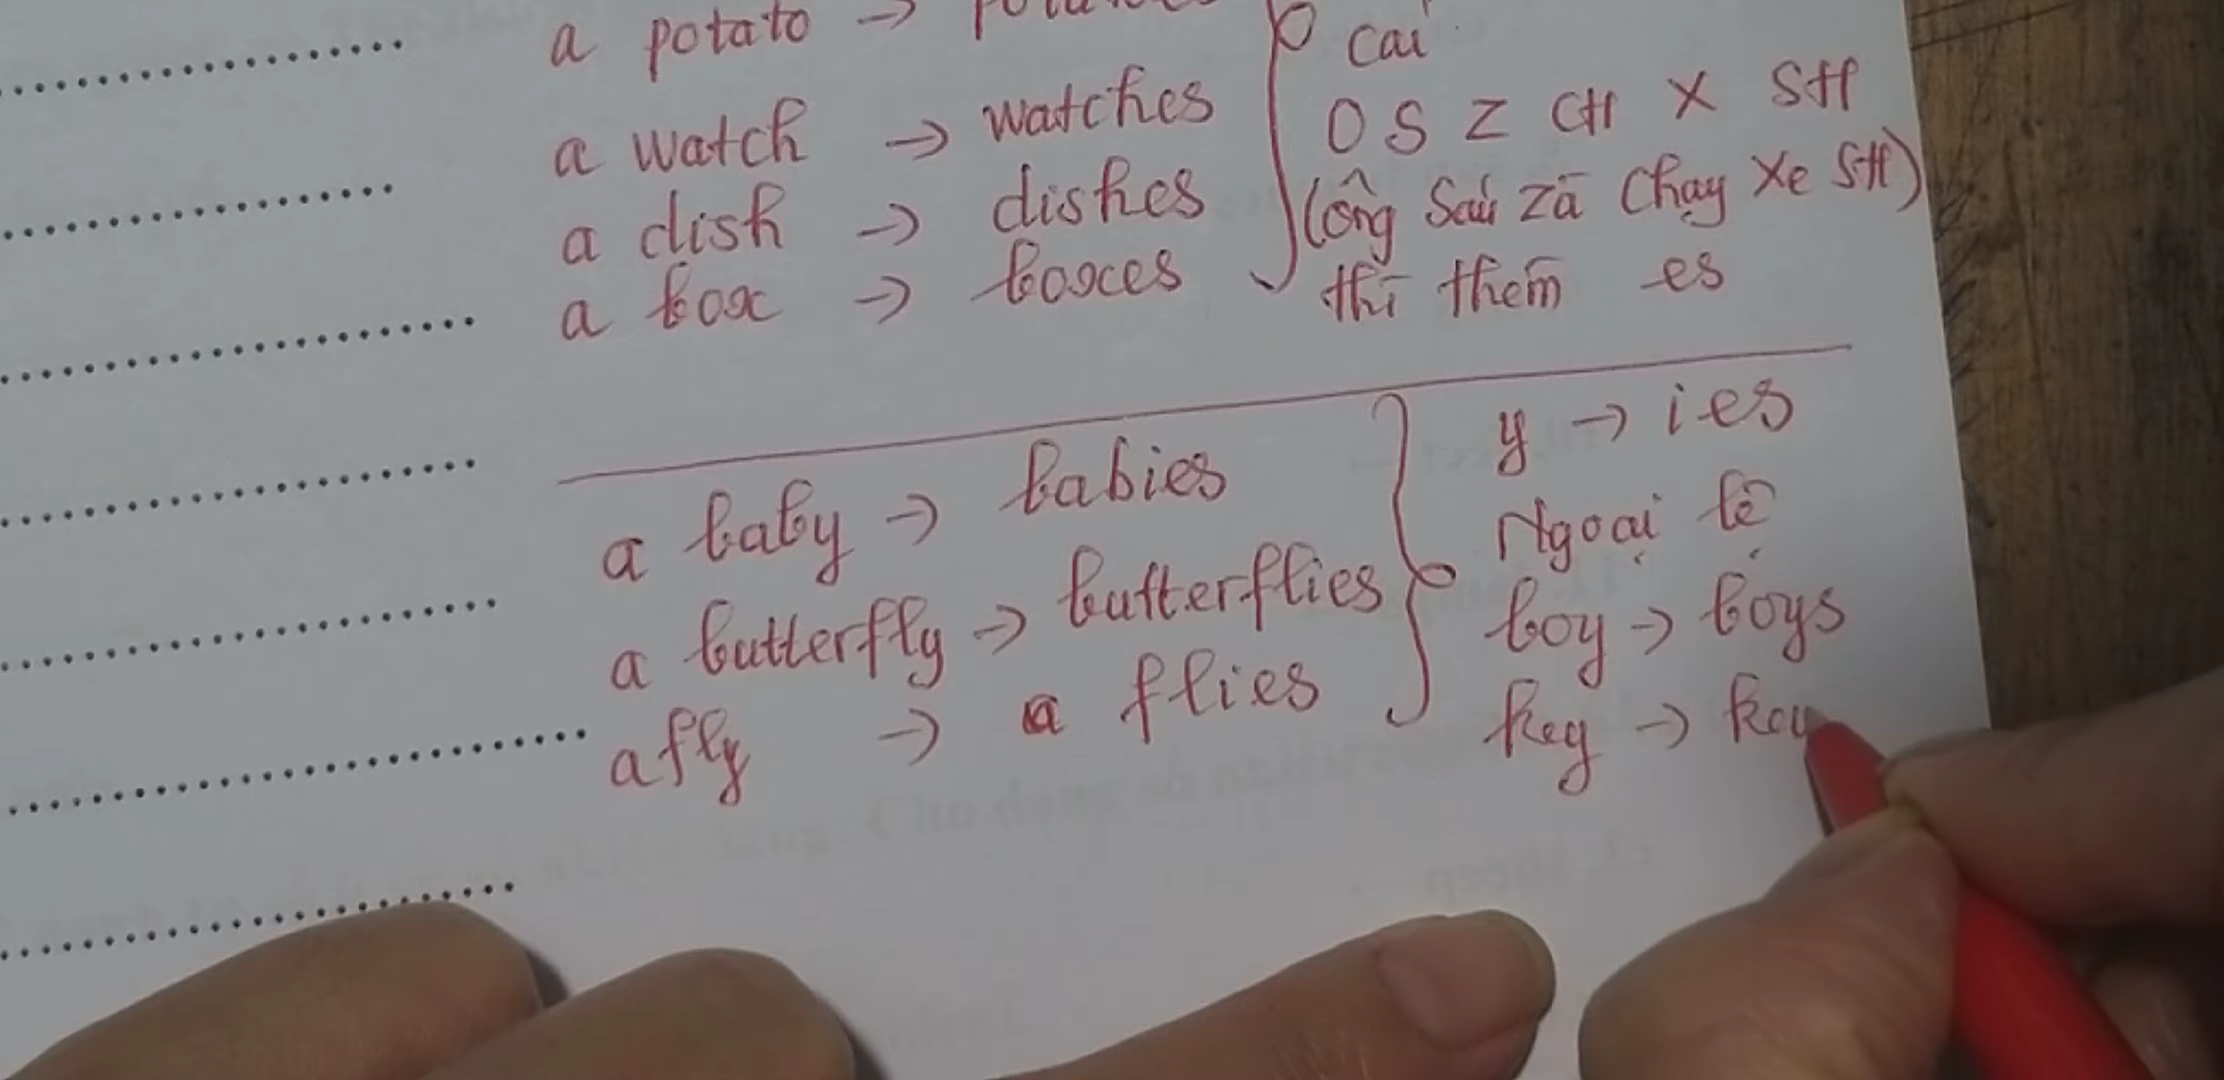 a potato →
cai
a watch → watches
O S Z CH X SH
a dish → dishes
(ông Sáu Zà Chạy Xe SH)
a box → boxes
thì thêm es
a baby → babies
y → ies
Ngoại lệ
a butterfly → butterflies
boy → boys
a fly → a flies
key → key